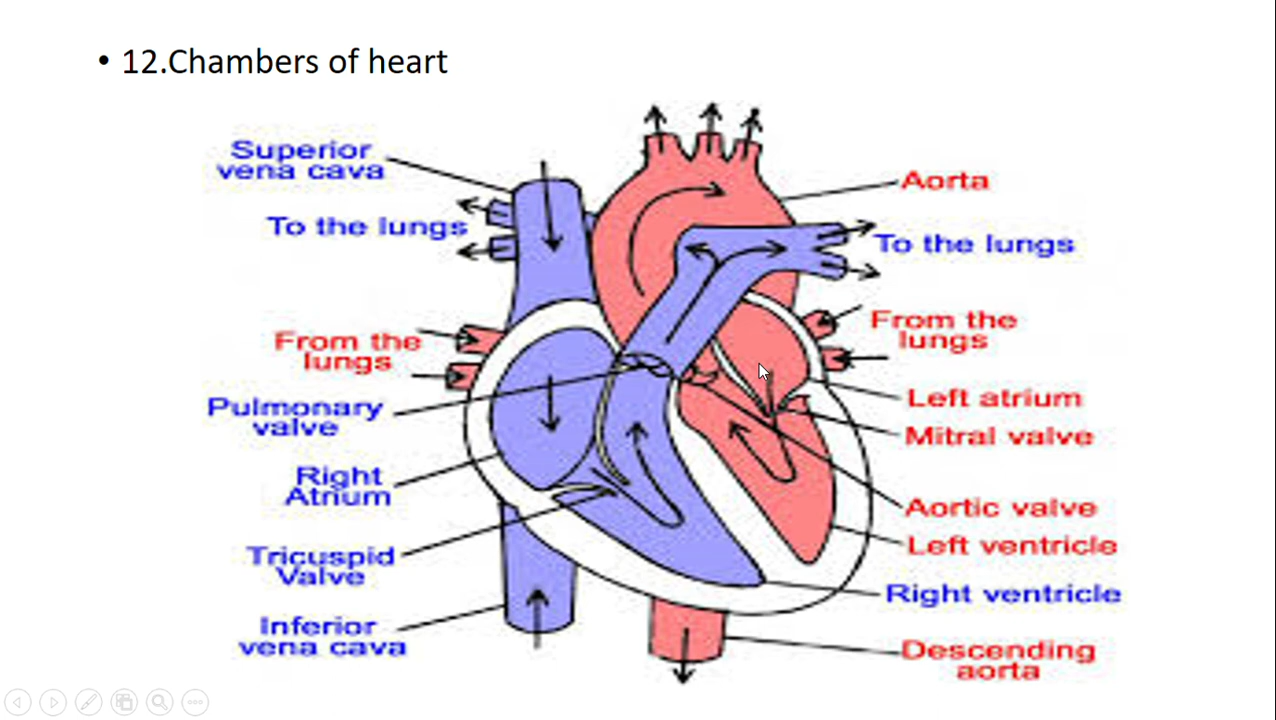 • 12.Chambers of heart
Superior
vena cava
To the lungs
From the
lungs
Pulmonary
valve
Right
Atrium
Tricuspid
Valve
Inferior
vena cava
Aorta
To the lungs
From the
lungs
Left atrium
Mitral valve
Aortic valve
Left ventricle
Right ventricle
Descending
aorta